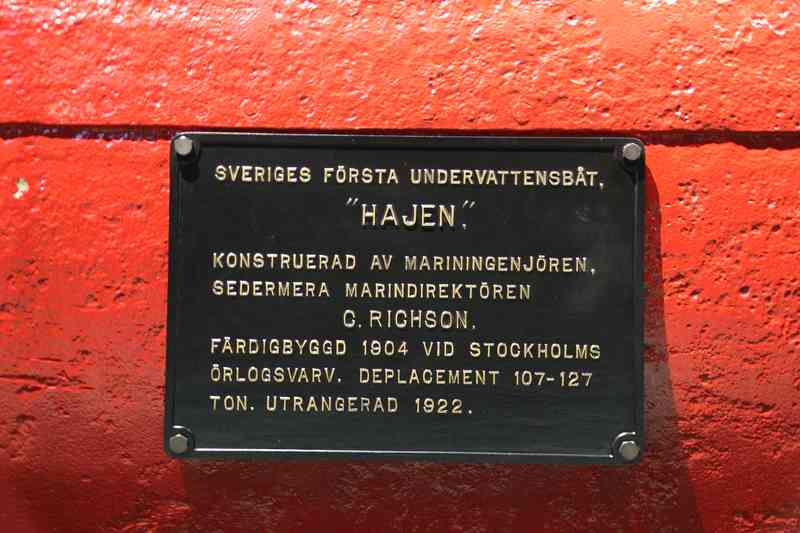 SVERIGES FÖRSTA UNDERVATTENSBÅT,
"HAJEN."
KONSTRUERAD AV MARININGENJÖREN,
SEDERMERA MARINDIREKTÖREN
C. RICHSON.
FÄRDIGBYGGD 1904 VID STOCKHOLMS
ÖRLOGSVARV. DEPLACEMENT 107-127
TON. UTRANGERAD 1922.